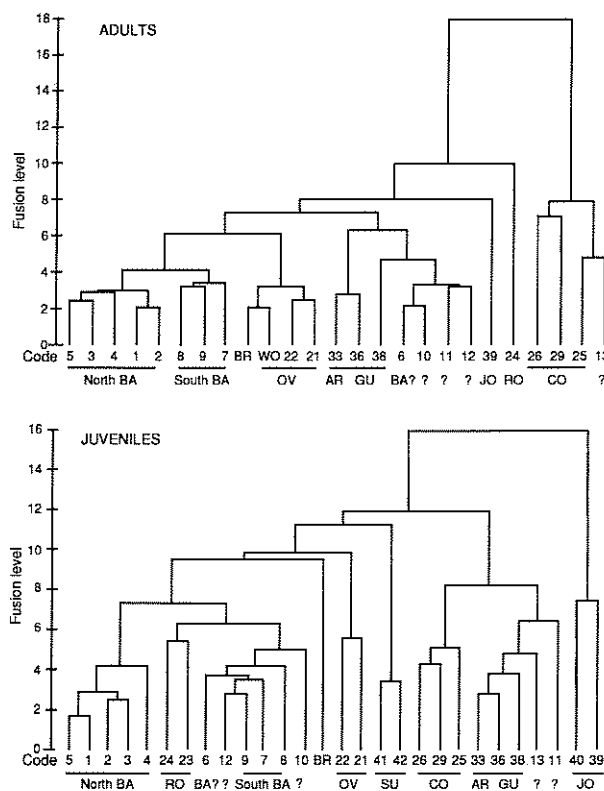 ADULTS
18
16
14
12
10
8
6
4
2
0
Fusion level
Code 5 3 4 1 2 8 9 7 BR WO 22 21 33 36 38 6 10 11 12 39 24 26 29 25 13
North BA South BA OV AR GU BA? ? ? ? JO RO CO ?
JUVENILES
16
14
12
10
8
6
4
2
0
Fusion level
Code 5 1 2 3 4 24 23 6 12 9 7 8 10 BR 22 21 41 42 26 29 25 33 36 38 13 11 40 39
North BA RO BA? ? South BA ? OV SU CO AR GU ? ? JO